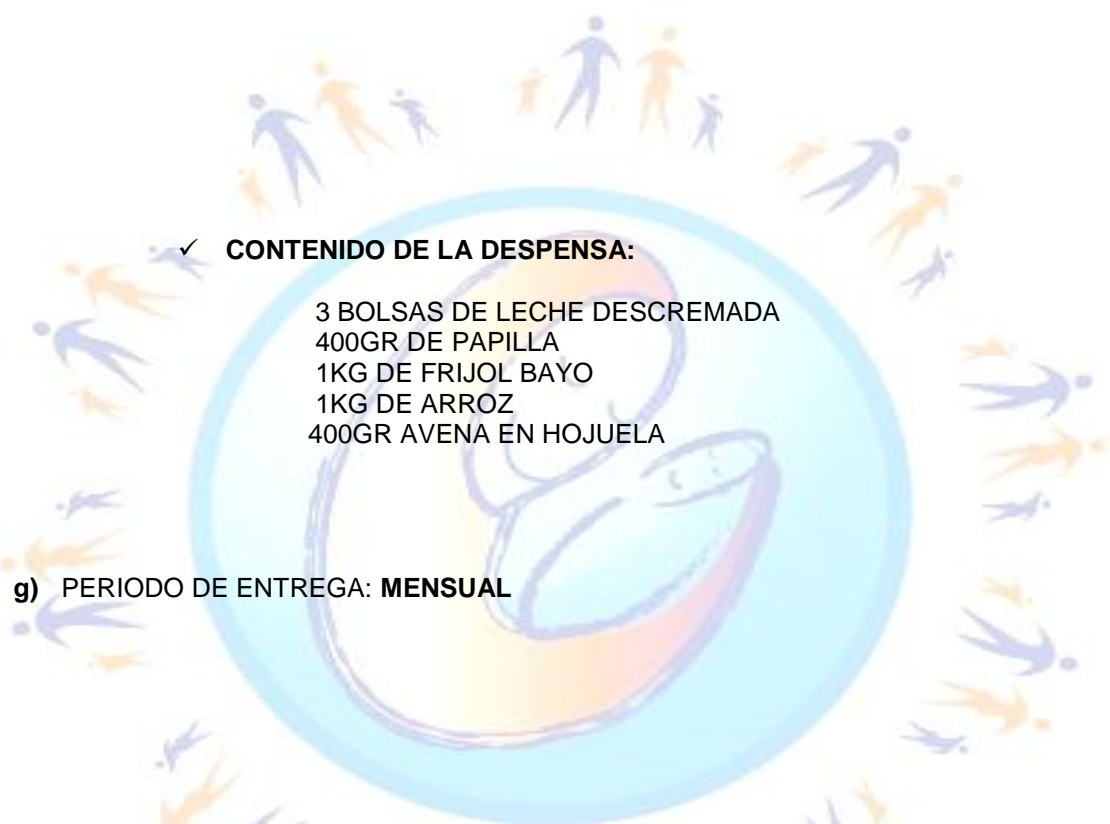 ✓ CONTENIDO DE LA DESPENSA:
3 BOLSAS DE LECHE DESCREMADA
400GR DE PAPILLA
1KG DE FRIJOL BAYO
1KG DE ARROZ
400GR AVENA EN HOJUELA
g) PERIODO DE ENTREGA: MENSUAL